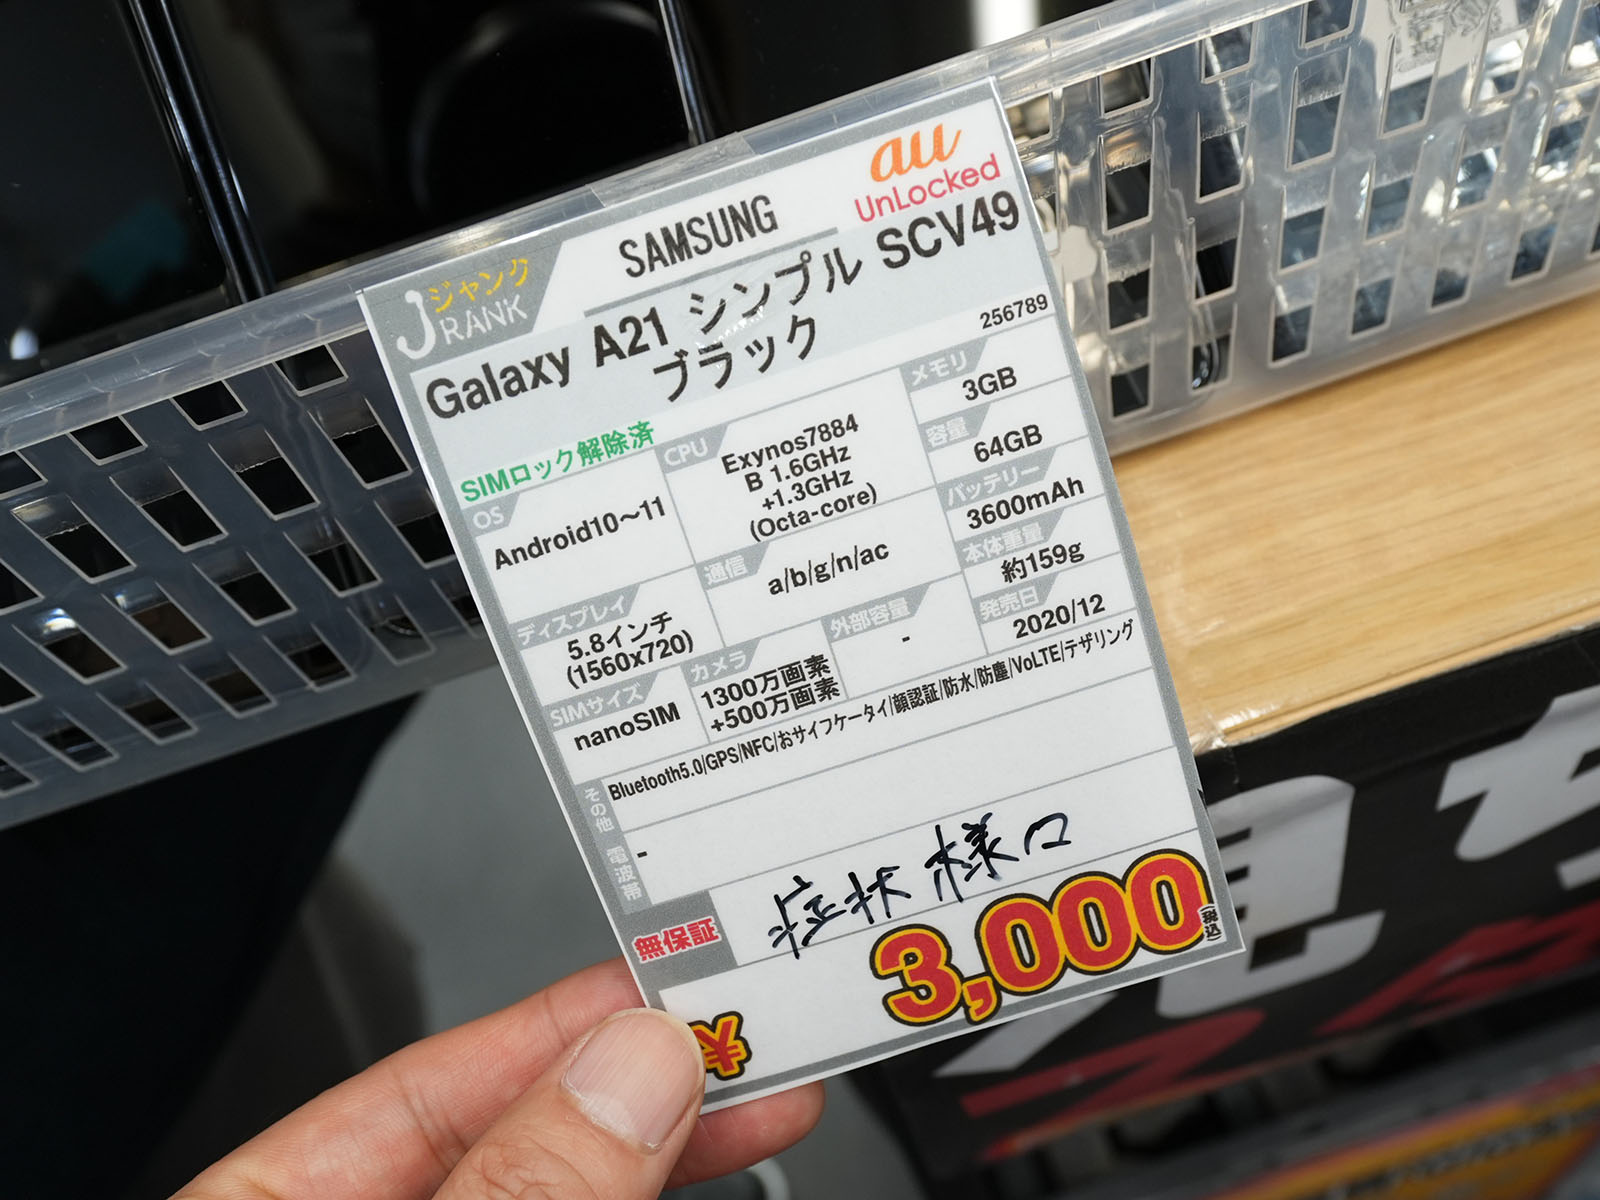 au
UnLocked
SAMSUNG
ジャンク
J RANK
Galaxy A21 シンプル SCV49
ブラック
256789
SIMロック解除済
OS
Android10〜11
CPU
Exynos7884
B 1.6GHz
+1.3GHz
(Octa-core)
メモリ
3GB
容量
64GB
バッテリー
3600mAh
本体重量
約159g
発売日
2020/12
ディスプレイ
5.8インチ
(1560x720)
通信
a/b/g/n/ac
SIMサイズ
nanoSIM
カメラ
1300万画素
+500万画素
外部容量
-
その他
Bluetooth5.0/GPS/NFC/おサイフケータイ/顔認証/防水/防塵/VoLTE/テザリング
電波帯
-
無保証
症状様々
¥
3,000
(税込)